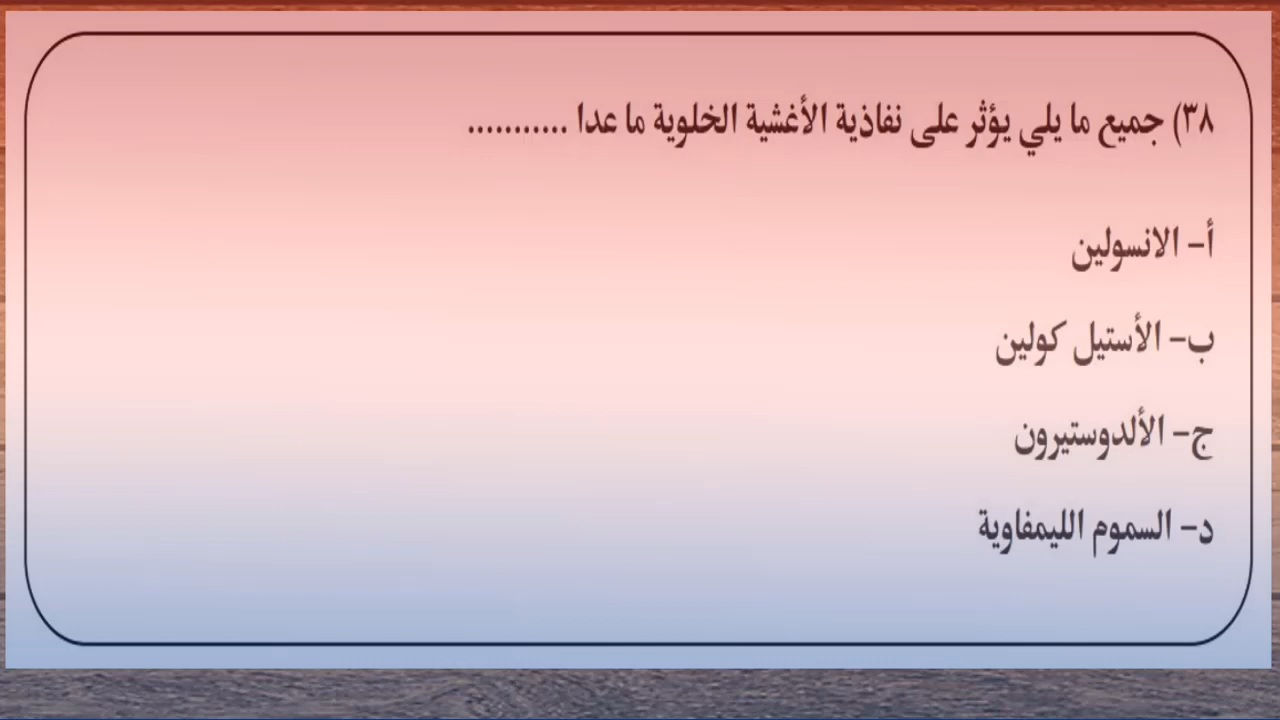 ٣٨) جميع ما يلي يؤثر على نفاذية الأغشية الخلوية ما عدا ...........
أ- الانسولين
ب- الأستيل كولين
ج- الألدوستيرون
د- السموم الليمفاوية